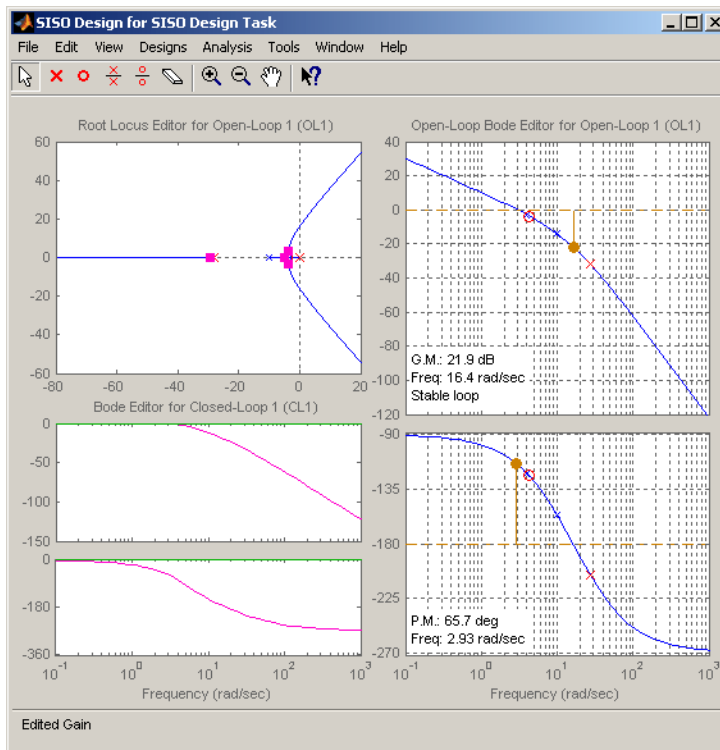 SISO Design for SISO Design Task
File Edit View Designs Analysis Tools Window Help
Root Locus Editor for Open-Loop 1 (OL1)
60
40
20
0
-20
-40
-60
-80 -60 -40 -20 0 20
Bode Editor for Closed-Loop 1 (CL1)
0
-50
-100
-150
0
-180
-360
10^-1 10^0 10^1 10^2 10^3
Frequency (rad/sec)
Open-Loop Bode Editor for Open-Loop 1 (OL1)
40
20
0
-20
-40
-60
-80
-100
-120
G.M.: 21.9 dB
Freq: 16.4 rad/sec
Stable loop
-90
-135
-180
-225
-270
P.M.: 65.7 deg
Freq: 2.93 rad/sec
10^-1 10^0 10^1 10^2 10^3
Frequency (rad/sec)
Edited Gain